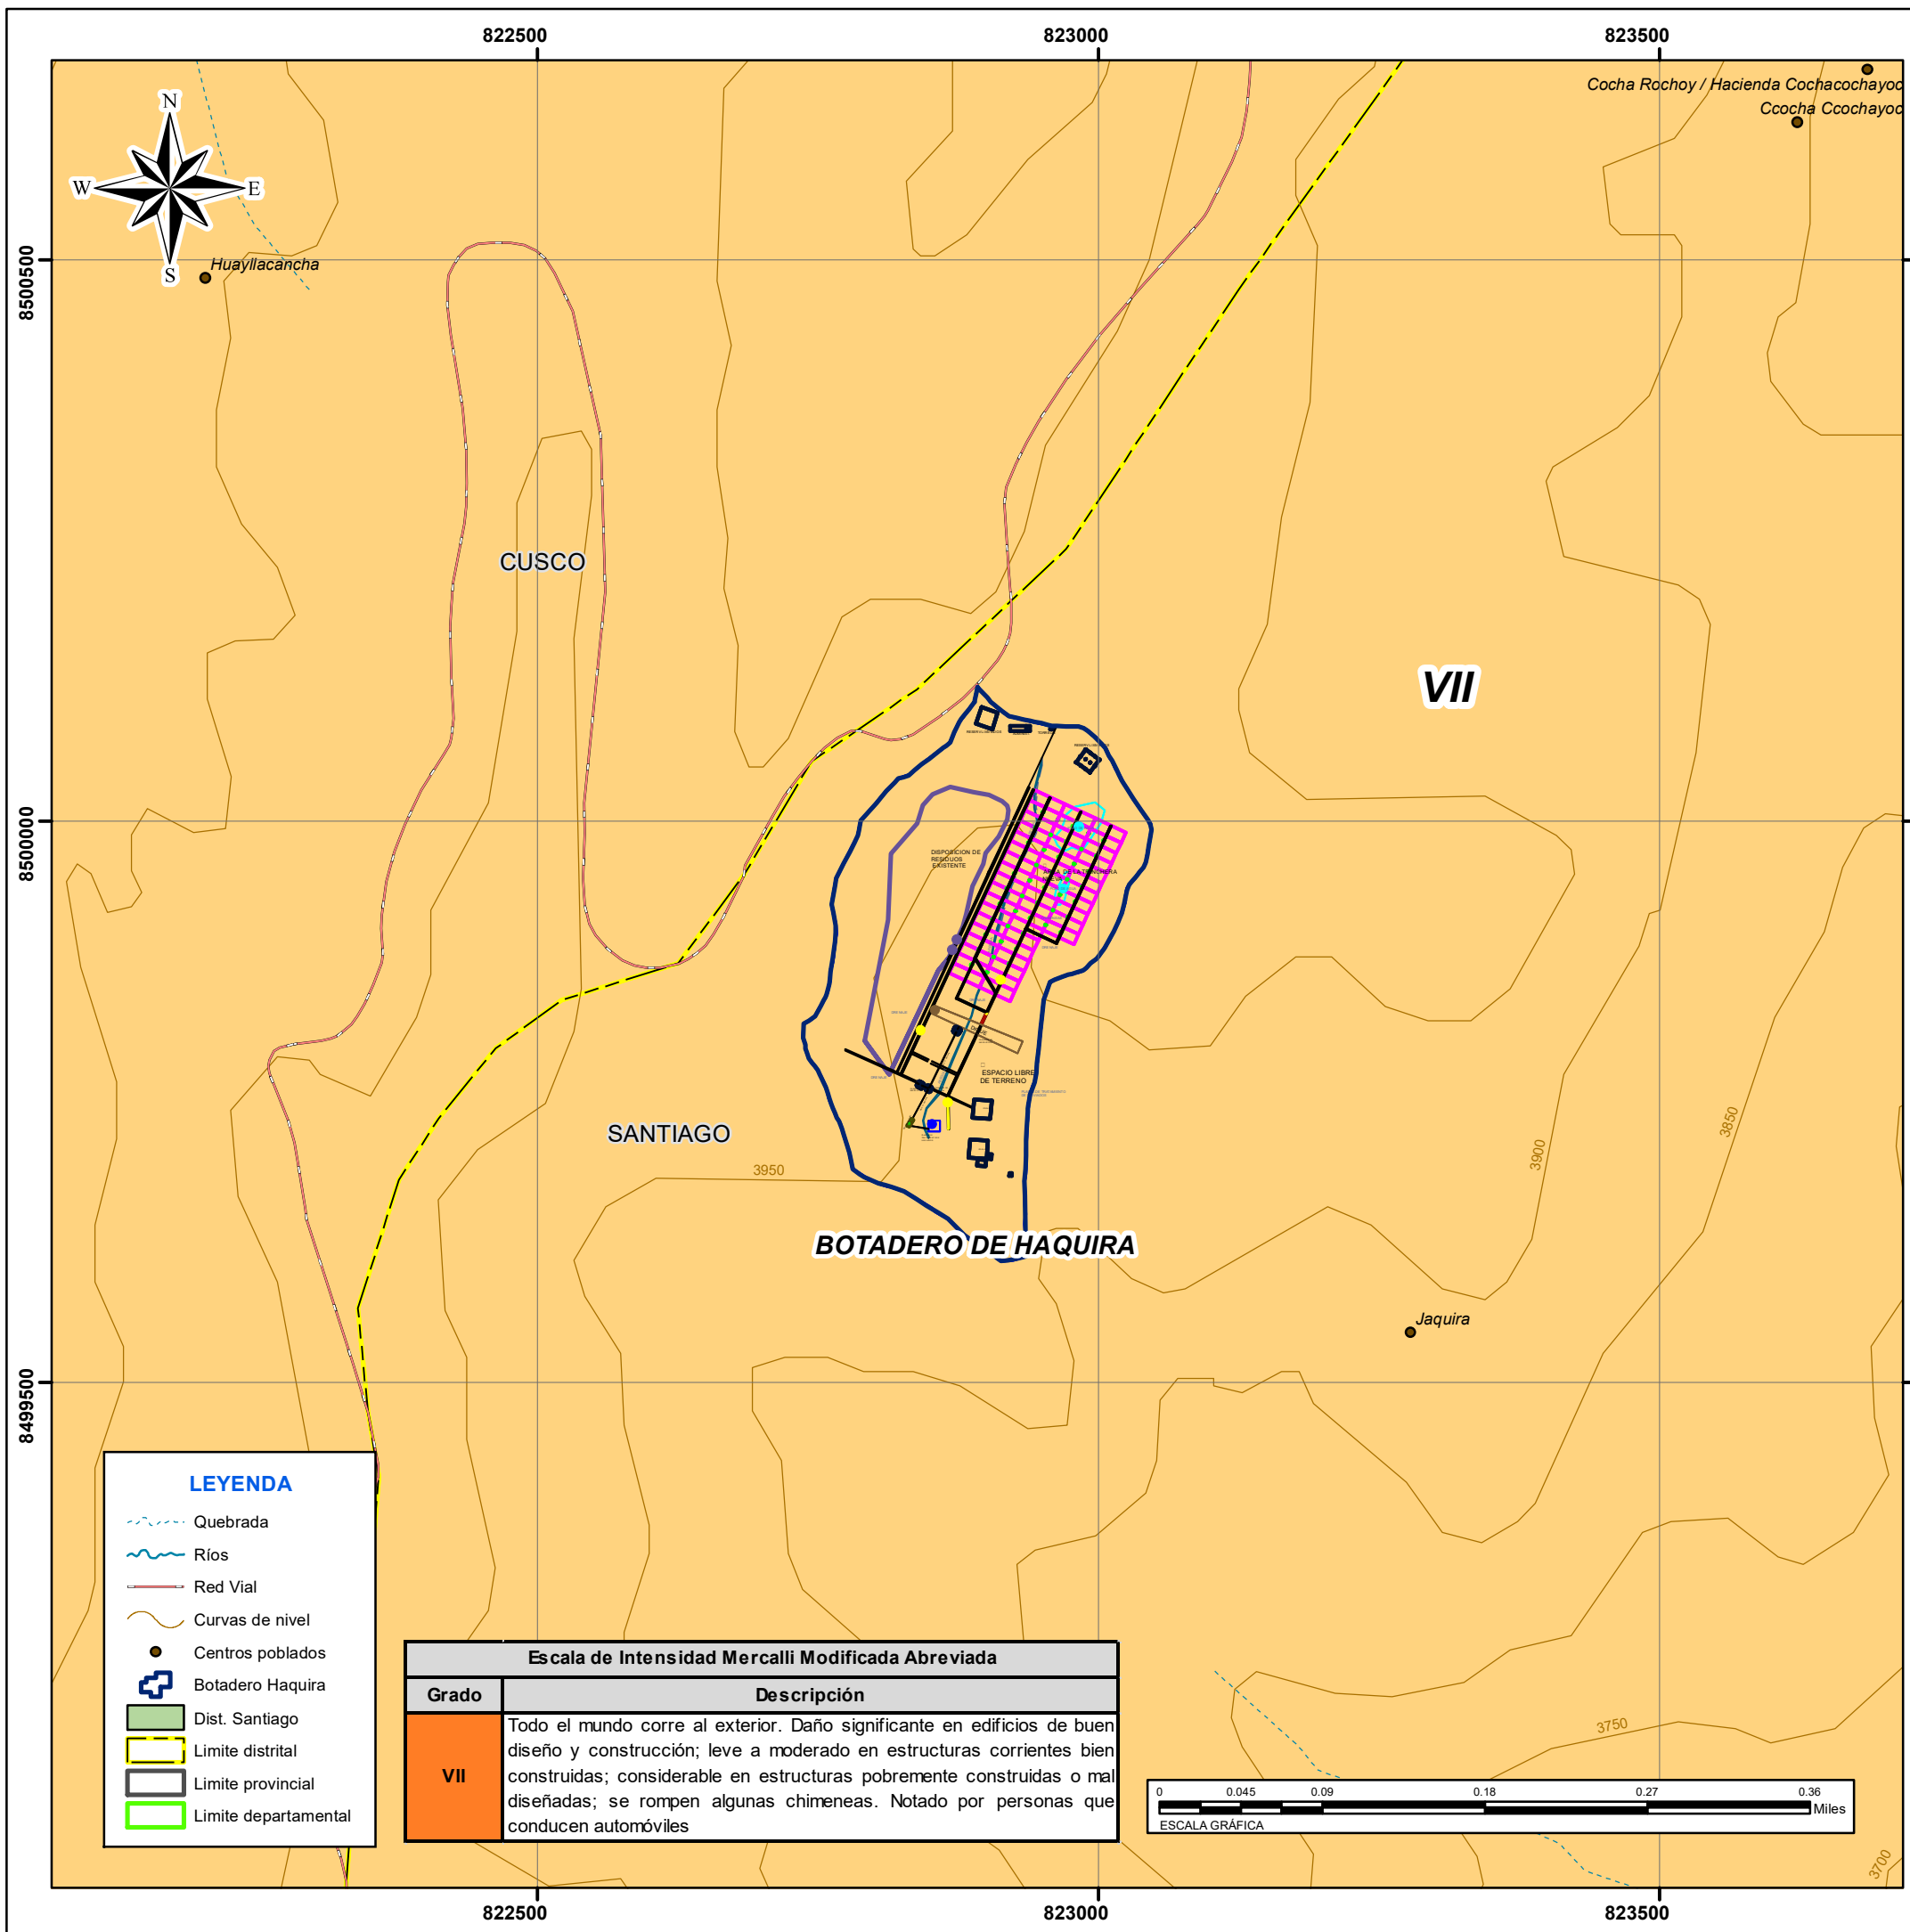 822500
823000
823500
Cocha Rochoy / Hacienda Cochacochayoc
Ccocha Ccochayoc
N
W
E
S
Huayllacancha
8500500
CUSCO
VII
8500000
DISPOSICION DE
RESIDUOS
EXISTENTE
ESPACIO LIBRE
DE TERRENO
SANTIAGO
3950
3900
3850
BOTADERO DE HAQUIRA
Jaquira
8499500
LEYENDA
Quebrada
Ríos
Red Vial
Curvas de nivel
Centros poblados
Botadero Haquira
Dist. Santiago
Limite distrital
Limite provincial
Limite departamental
Escala de Intensidad Mercalli Modificada Abreviada
Grado
Descripción
VII
Todo el mundo corre al exterior. Daño significante en edificios de buen
diseño y construcción; leve a moderado en estructuras corrientes bien
construidas; considerable en estructuras pobremente construidas o mal
diseñadas; se rompen algunas chimeneas. Notado por personas que
conducen automóviles
3750
3700
0 0.045 0.09 0.18 0.27 0.36
Miles
ESCALA GRÁFICA
822500
823000
823500